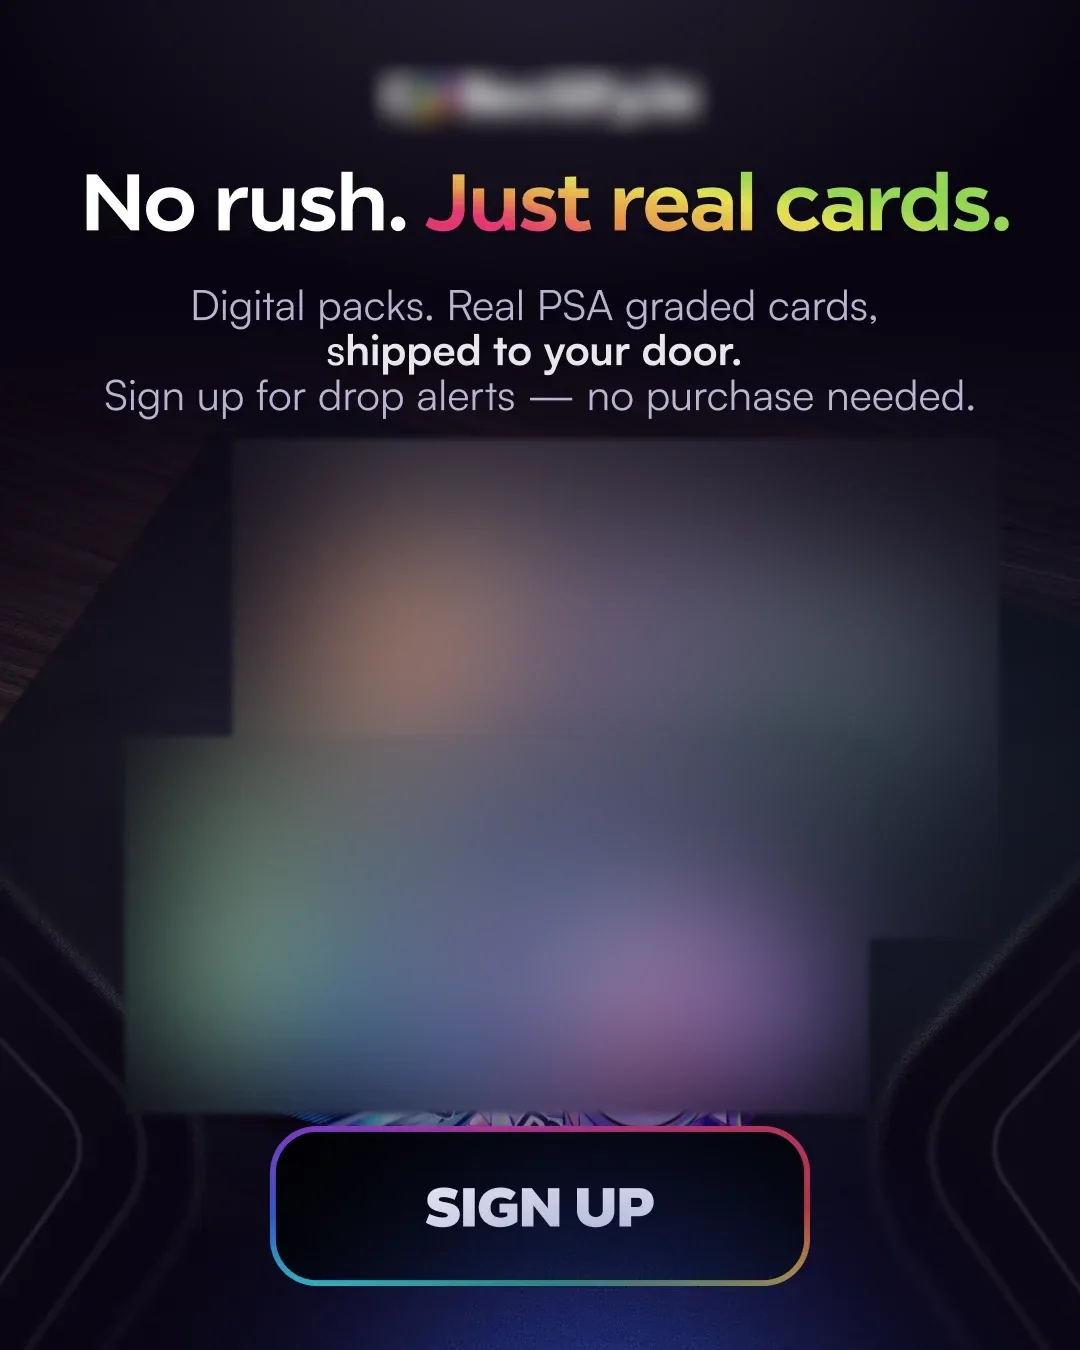 No rush. Just real cards.
Digital packs. Real PSA graded cards,
shipped to your door.
Sign up for drop alerts — no purchase needed.
SIGN UP